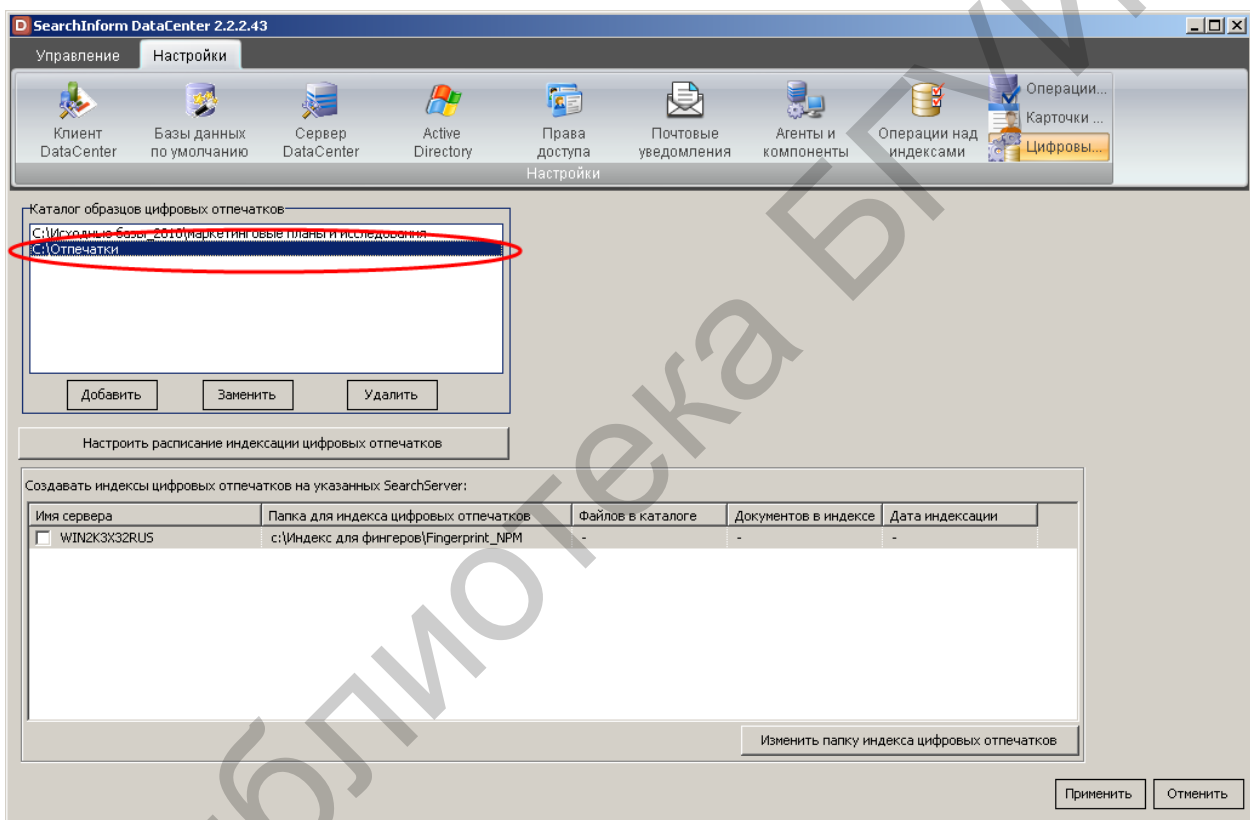 SearchInform DataCenter 2.2.2.43
Управление Настройки
Клиент DataCenter
Базы данных по умолчанию
Сервер DataCenter
Active Directory
Права доступа
Почтовые уведомления
Агенты и компоненты
Операции над индексами
Операции...
Карточки ...
Цифровы...
Настройки
Каталог образцов цифровых отпечатков
C:\Исходные базы_2010\маркетинговые планы и исследования
C:\Отпечатки
Добавить Заменить Удалить
Настроить расписание индексации цифровых отпечатков
Создавать индексы цифровых отпечатков на указанных SearchServer:
Имя сервера Папка для индекса цифровых отпечатков Файлов в каталоге Документов в индексе Дата индексации
WIN2K3X32RUS c:\Индекс для фингеров\Fingerprint_NPM - - -
Изменить папку индекса цифровых отпечатков
Применить Отменить